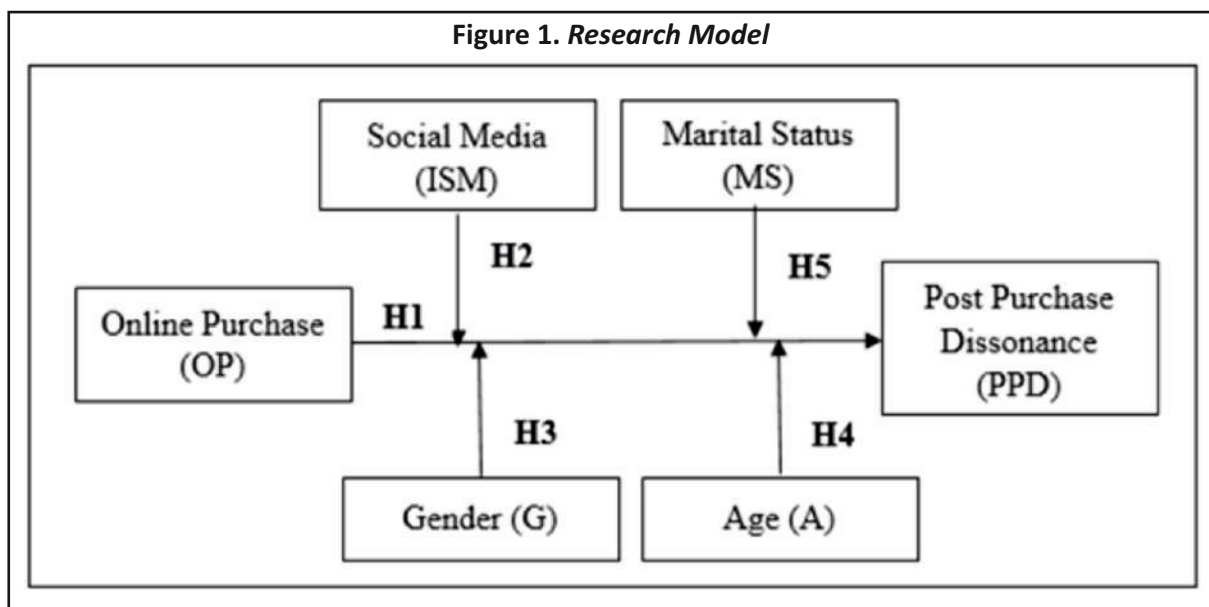 Figure 1. Research Model
Social Media
(ISM)
Marital Status
(MS)
H2
H5
Online Purchase
(OP)
H1
Post Purchase
Dissonance
(PPD)
H3
H4
Gender (G)
Age (A)